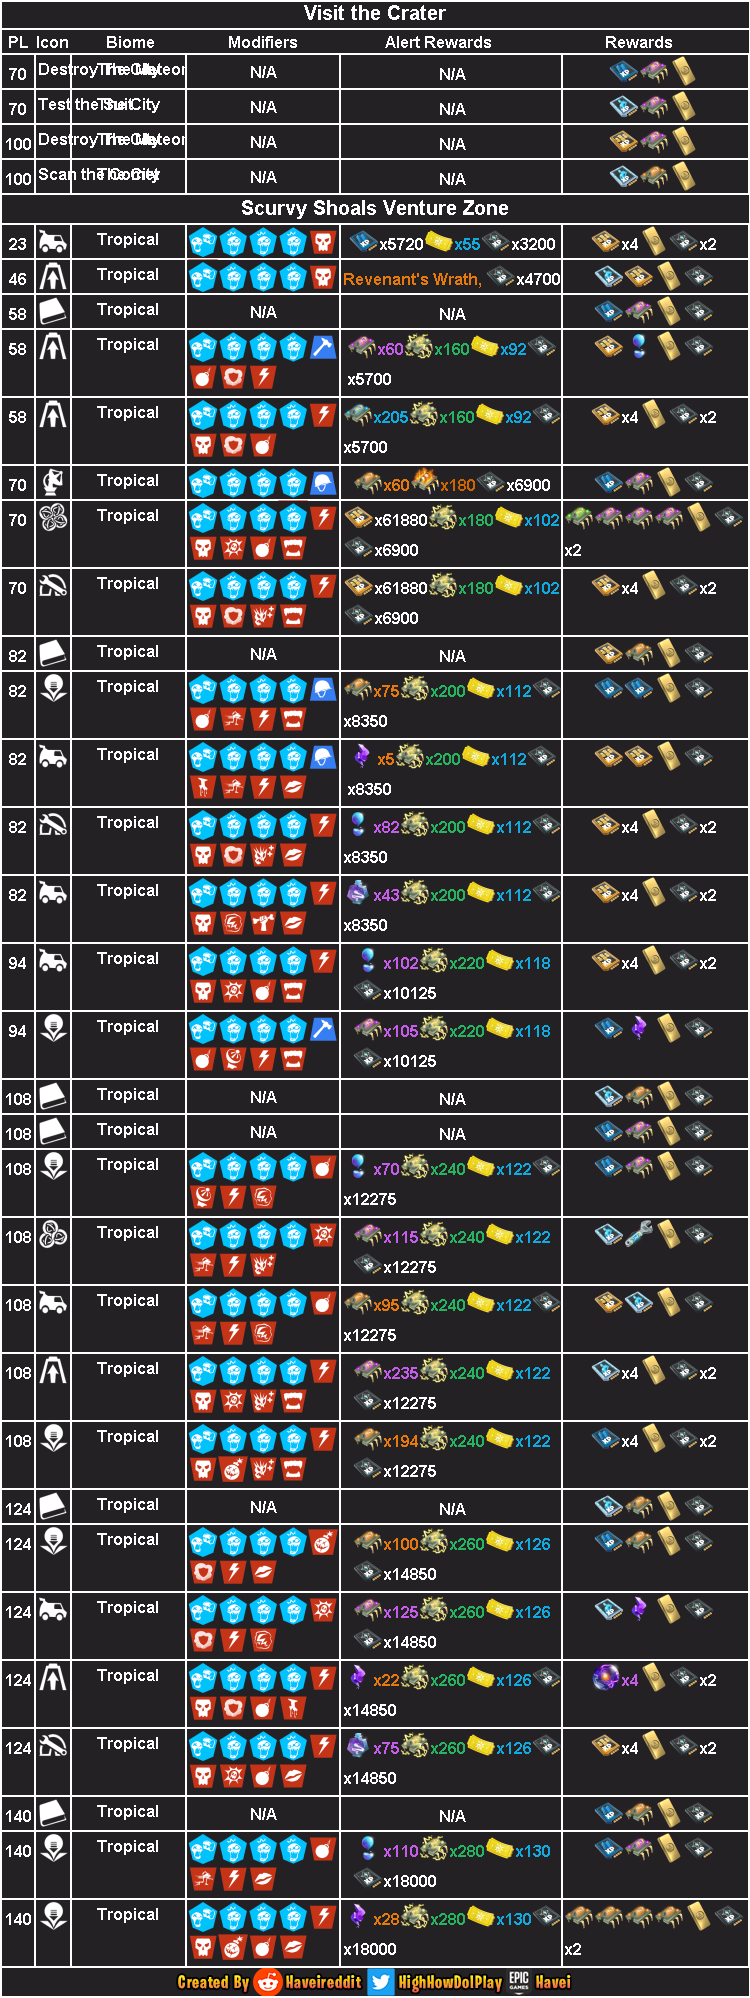 Visit the Crater
PL Icon Biome Modifiers Alert Rewards Rewards
70 Destroy The Meteor The City N/A N/A
70 Test the Suit The City N/A N/A
100 Destroy The Meteor The City N/A N/A
100 Scan the Comet The City N/A N/A
Scurvy Shoals Venture Zone
23 Tropical x5720 x55 x3200 x4 x2
46 Tropical Revenant's Wrath, x4700
58 Tropical N/A N/A
58 Tropical x60 x160 x92
x5700
58 Tropical x205 x160 x92 x4 x2
x5700
70 Tropical x60 x180 x6900
70 Tropical x61880 x180 x102
x6900 x2
70 Tropical x61880 x180 x102 x4 x2
x6900
82 Tropical N/A N/A
82 Tropical x75 x200 x112
x8350
82 Tropical x5 x200 x112
x8350
82 Tropical x82 x200 x112 x4 x2
x8350
82 Tropical x43 x200 x112 x4 x2
x8350
94 Tropical x102 x220 x118 x4 x2
x10125
94 Tropical x105 x220 x118
x10125
108 Tropical N/A N/A
108 Tropical N/A N/A
108 Tropical x70 x240 x122
x12275
108 Tropical x115 x240 x122
x12275
108 Tropical x95 x240 x122
x12275
108 Tropical x235 x240 x122 x4 x2
x12275
108 Tropical x194 x240 x122 x4 x2
x12275
124 Tropical N/A N/A
124 Tropical x100 x260 x126
x14850
124 Tropical x125 x260 x126
x14850
124 Tropical x22 x260 x126 x4 x2
x14850
124 Tropical x75 x260 x126 x4 x2
x14850
140 Tropical N/A N/A
140 Tropical x110 x280 x130
x18000
140 Tropical x28 x280 x130
x18000 x2
Created By Haveireddit HighHowDoIPlay EPIC GAMES Havei